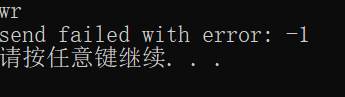 wr
send failed with error: -1
请按任意键继续. . .